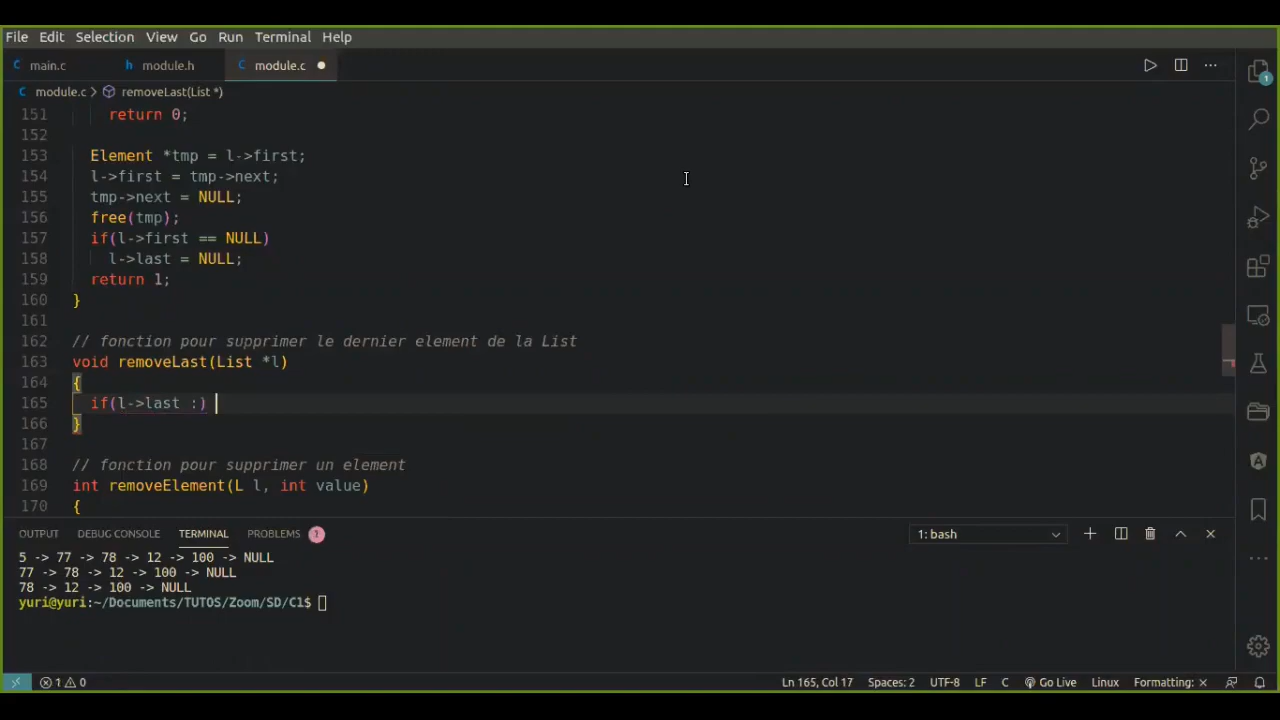 File Edit Selection View Go Run Terminal Help
main.c module.h module.c
module.c > removeLast(List *)
151 return 0;
152
153 Element *tmp = l->first;
154 l->first = tmp->next;
155 tmp->next = NULL;
156 free(tmp);
157 if(l->first == NULL)
158 l->last = NULL;
159 return 1;
160 }
161
162 // fonction pour supprimer le dernier element de la List
163 void removeLast(List *l)
164 {
165 if(l->last :)
166 }
167
168 // fonction pour supprimer un element
169 int removeElement(L l, int value)
170 {
OUTPUT DEBUG CONSOLE TERMINAL PROBLEMS 1: bash
5 -> 77 -> 78 -> 12 -> 100 -> NULL
77 -> 78 -> 12 -> 100 -> NULL
78 -> 12 -> 100 -> NULL
yuri@yuri:~/Documents/TUTOS/Zoom/SD/C1$
1 0 Ln 165, Col 17 Spaces: 2 UTF-8 LF C Go Live Linux Formatting: ×